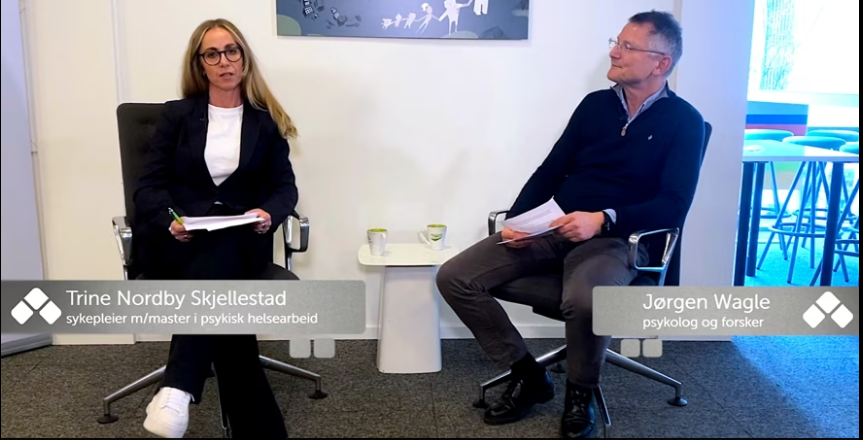 Trine Nordby Skjellestad
sykepleier m/master i psykisk helsearbeid
Jørgen Wagle
psykolog og forsker